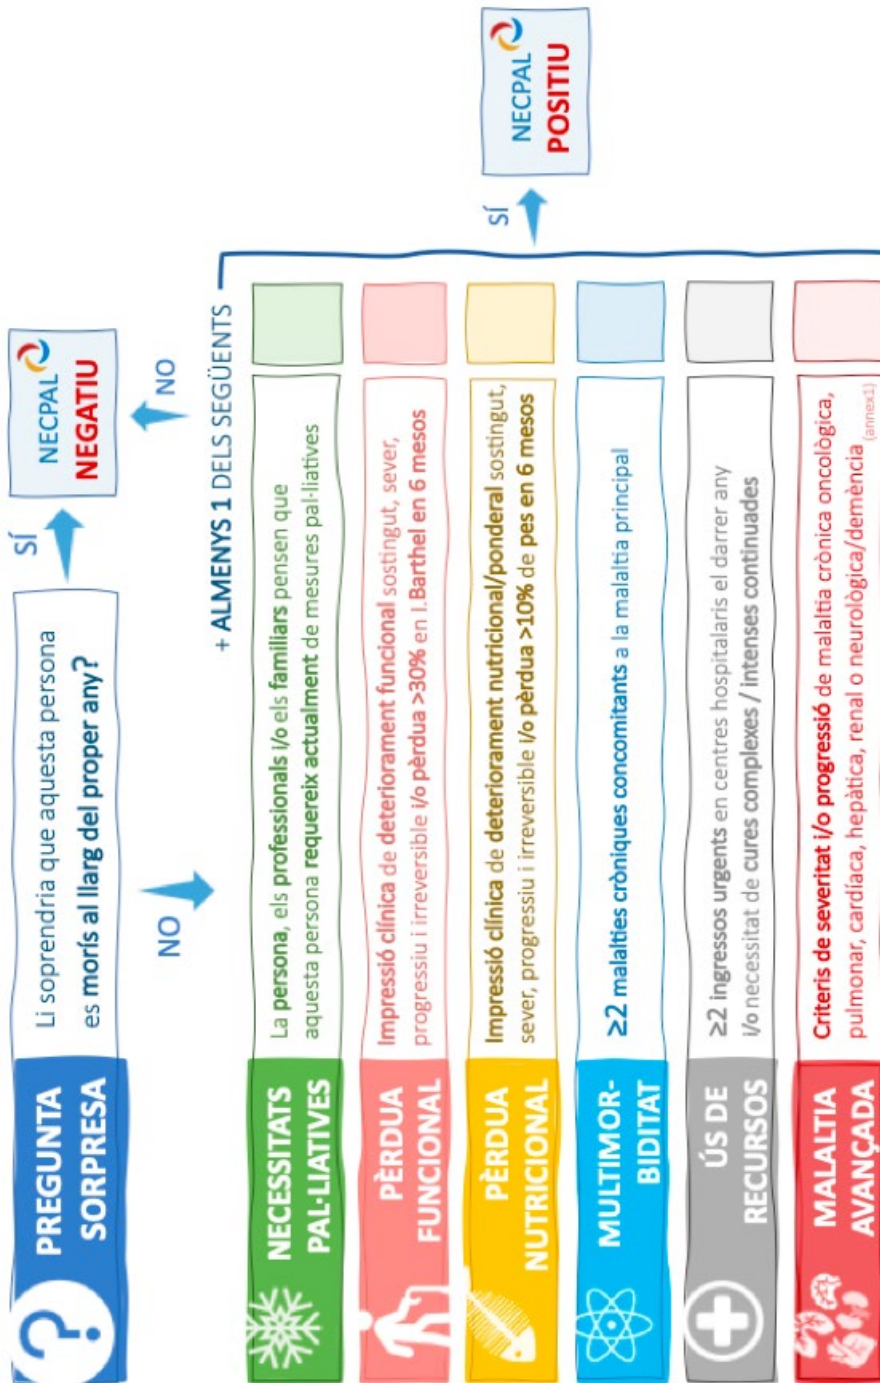 PREGUNTA
SORPRESA
Li soprendria que aquesta persona
es morís al llarg del proper any?
SÍ
NECPAL
NEGATIU
NO
NO
+ ALMENYS 1 DELS SEGÜENTS
NECESSITATS
PAL·LIATIVES
La persona, els professionals i/o els familiars pensen que
aquesta persona requereix actualment de mesures pal·liatives
PÈRDUA
FUNCIONAL
Impressió clínica de deteriorament funcional sostingut, sever,
progressiu i irreversible i/o pèrdua >30% en I.Barthel en 6 mesos
PÈRDUA
NUTRICIONAL
Impressió clínica de deteriorament nutricional/ponderal sostingut,
sever, progressiu i irreversible i/o pèrdua >10% de pes en 6 mesos
MULTIMOR-
BIDITAT
≥2 malalties cròniques concomitants a la malaltia principal
ÚS DE
RECURSOS
≥2 ingressos urgents en centres hospitalaris el darrer any
i/o necessitat de cures complexes / intenses continuades
MALALTIA
AVANÇADA
Criteris de severitat i/o progressió de malaltia crònica oncològica,
pulmonar, cardíaca, hepàtica, renal o neurològica/demència (annex1)
SÍ
NECPAL
POSITIU